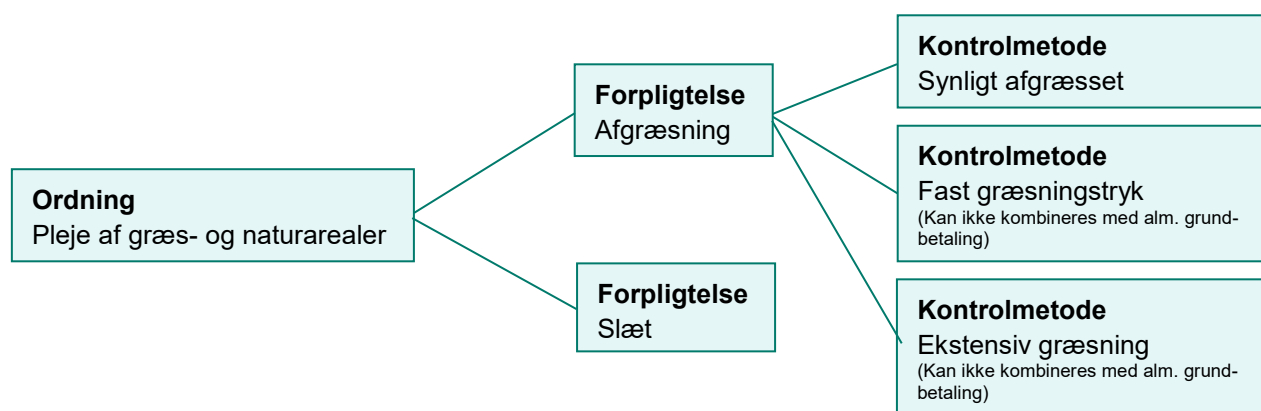 Ordning
Pleje af græs- og naturarealer
Forpligtelse
Afgræsning
Forpligtelse
Slæt
Kontrolmetode
Synligt afgræsset
Kontrolmetode
Fast græsningstryk
(Kan ikke kombineres med alm. grund-
betaling)
Kontrolmetode
Ekstensiv græsning
(Kan ikke kombineres med alm. grund-
betaling)